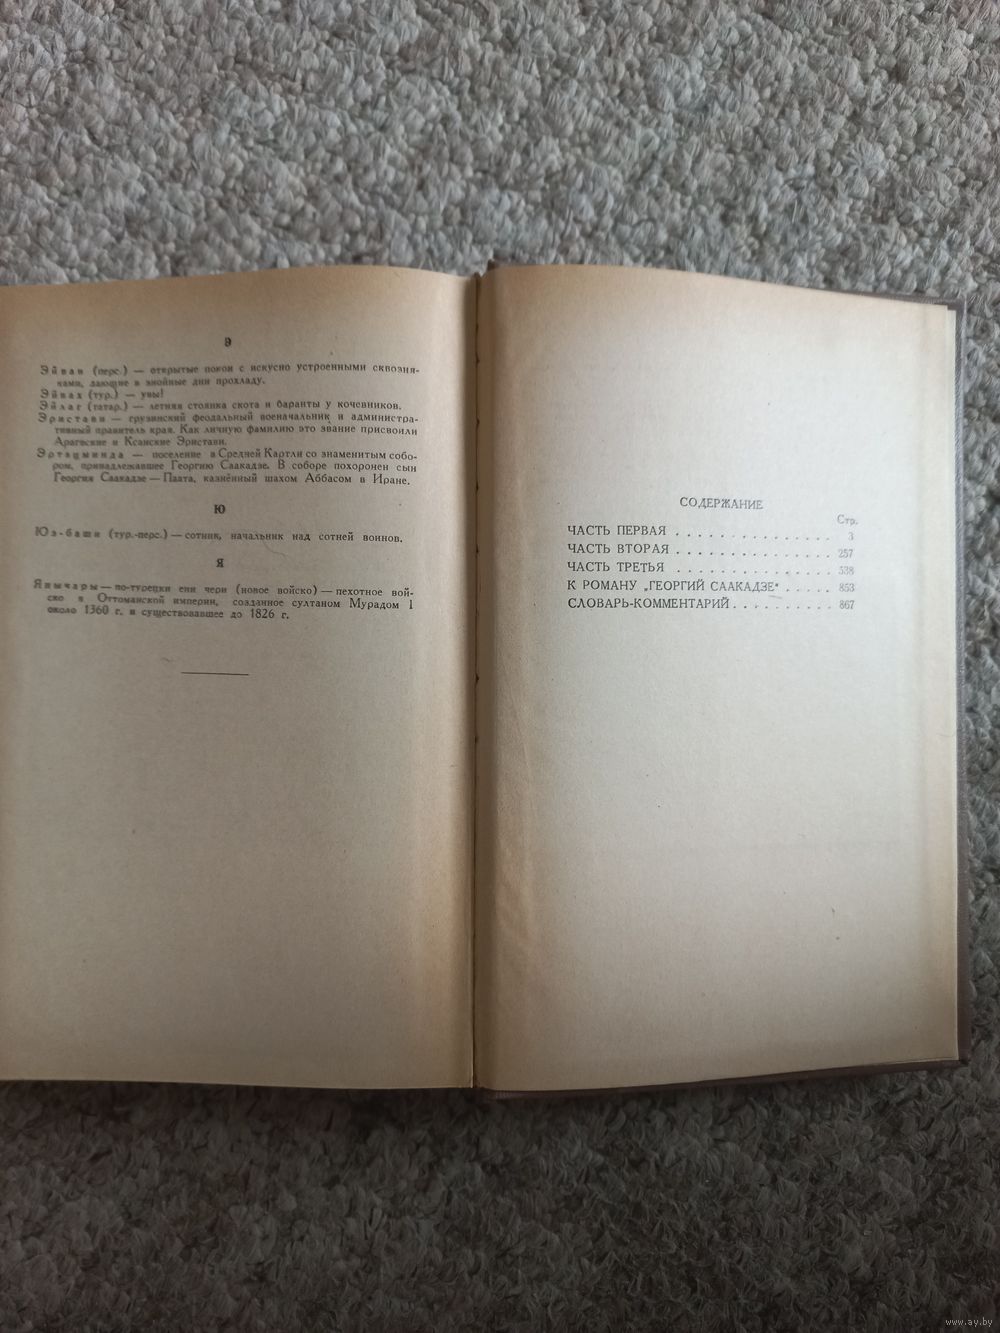 Э
Эйван (перс.) — открытые покои с искусно устроенными сквозня-
ками, дающие в знойные дни прохладу.
Эйвах (тур.) — увы!
Эйлаг (татар.) — летняя стоянка скота и баранты у кочевников.
Эристави — грузинский феодальный военачальник и администра-
тивный правитель края. Как личную фамилию это звание присвоили
Арагвские и Ксанские Эристави.
Эртацминда — поселение в Средней Картли со знаменитым собо-
ром, принадлежавшее Георгию Саакадзе. В соборе похоронен сын
Георгия Саакадзе — Паата, казнённый шахом Аббасом в Иране.
Ю
Юз-баши (тур.-перс.) — сотник, начальник над сотней воинов.
Я
Янычары — по-турецки ени чери (новое войско) — пехотное вой-
ско в Оттоманской империи, созданное султаном Мурадом I
около 1360 г. и существовавшее до 1826 г.
СОДЕРЖАНИЕ
Стр.
ЧАСТЬ ПЕРВАЯ . . . . . . . . . . . . . . . 3
ЧАСТЬ ВТОРАЯ . . . . . . . . . . . . . . . 257
ЧАСТЬ ТРЕТЬЯ . . . . . . . . . . . . . . . 538
К РОМАНУ „ГЕОРГИЙ СААКАДЗЕ“ . . . . . 853
СЛОВАРЬ-КОММЕНТАРИЙ . . . . . . . . . 867
www.ay.by